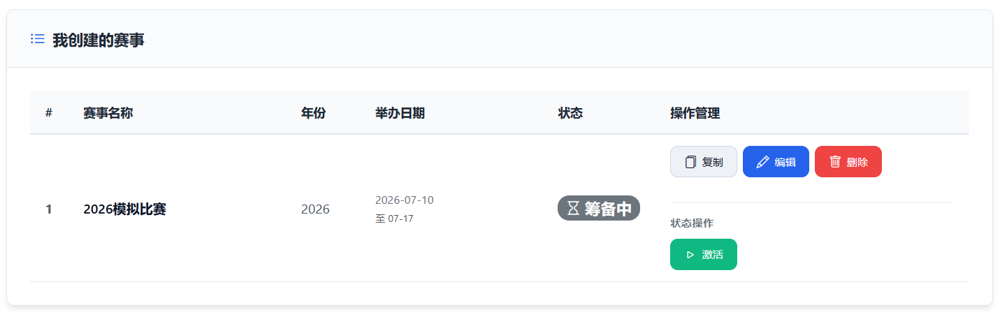 我创建的赛事
# 赛事名称 年份 举办日期 状态 操作管理
复制 编辑 删除
1 2026模拟比赛 2026 2026-07-10 筹备中
至 07-17
状态操作
激活